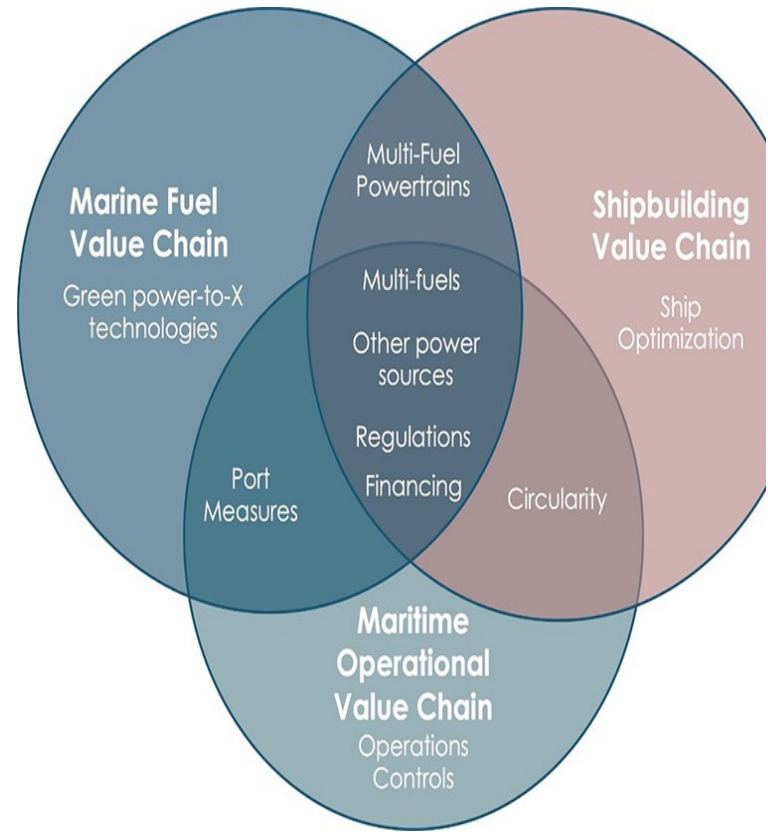 Multi-Fuel
Powertrains
Marine Fuel
Value Chain
Green power-to-X
technologies
Shipbuilding
Value Chain
Ship
Optimization
Multi-fuels
Other power
sources
Regulations
Financing
Port
Measures
Circularity
Maritime
Operational
Value Chain
Operations
Controls